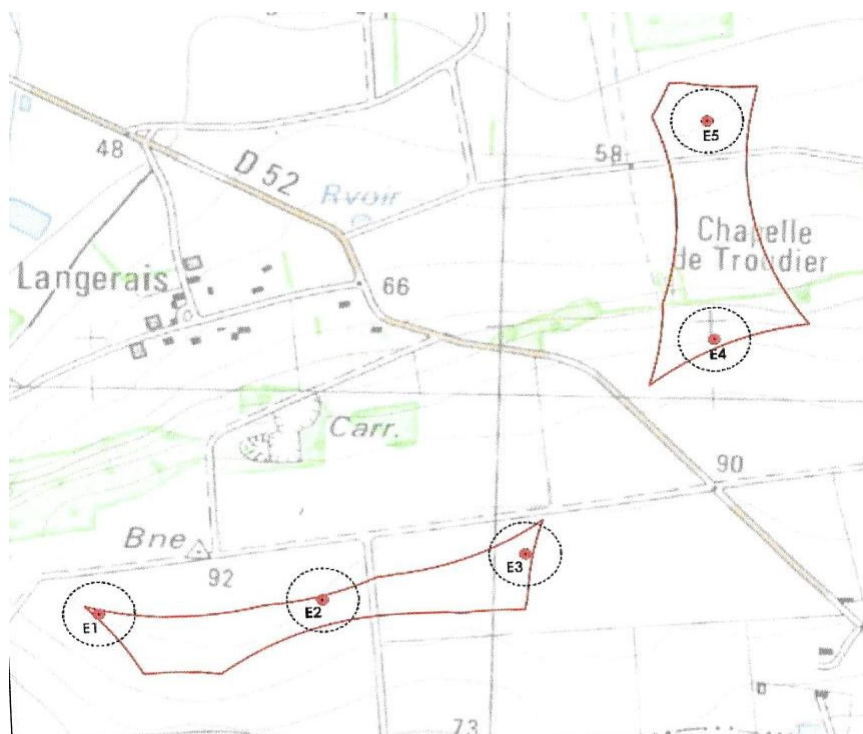 E5
48
D 52
58
Rvoir
Chapelle
de Troudier
Langerais
66
E4
Carr.
90
Bne
92
E3
E2
E1
73